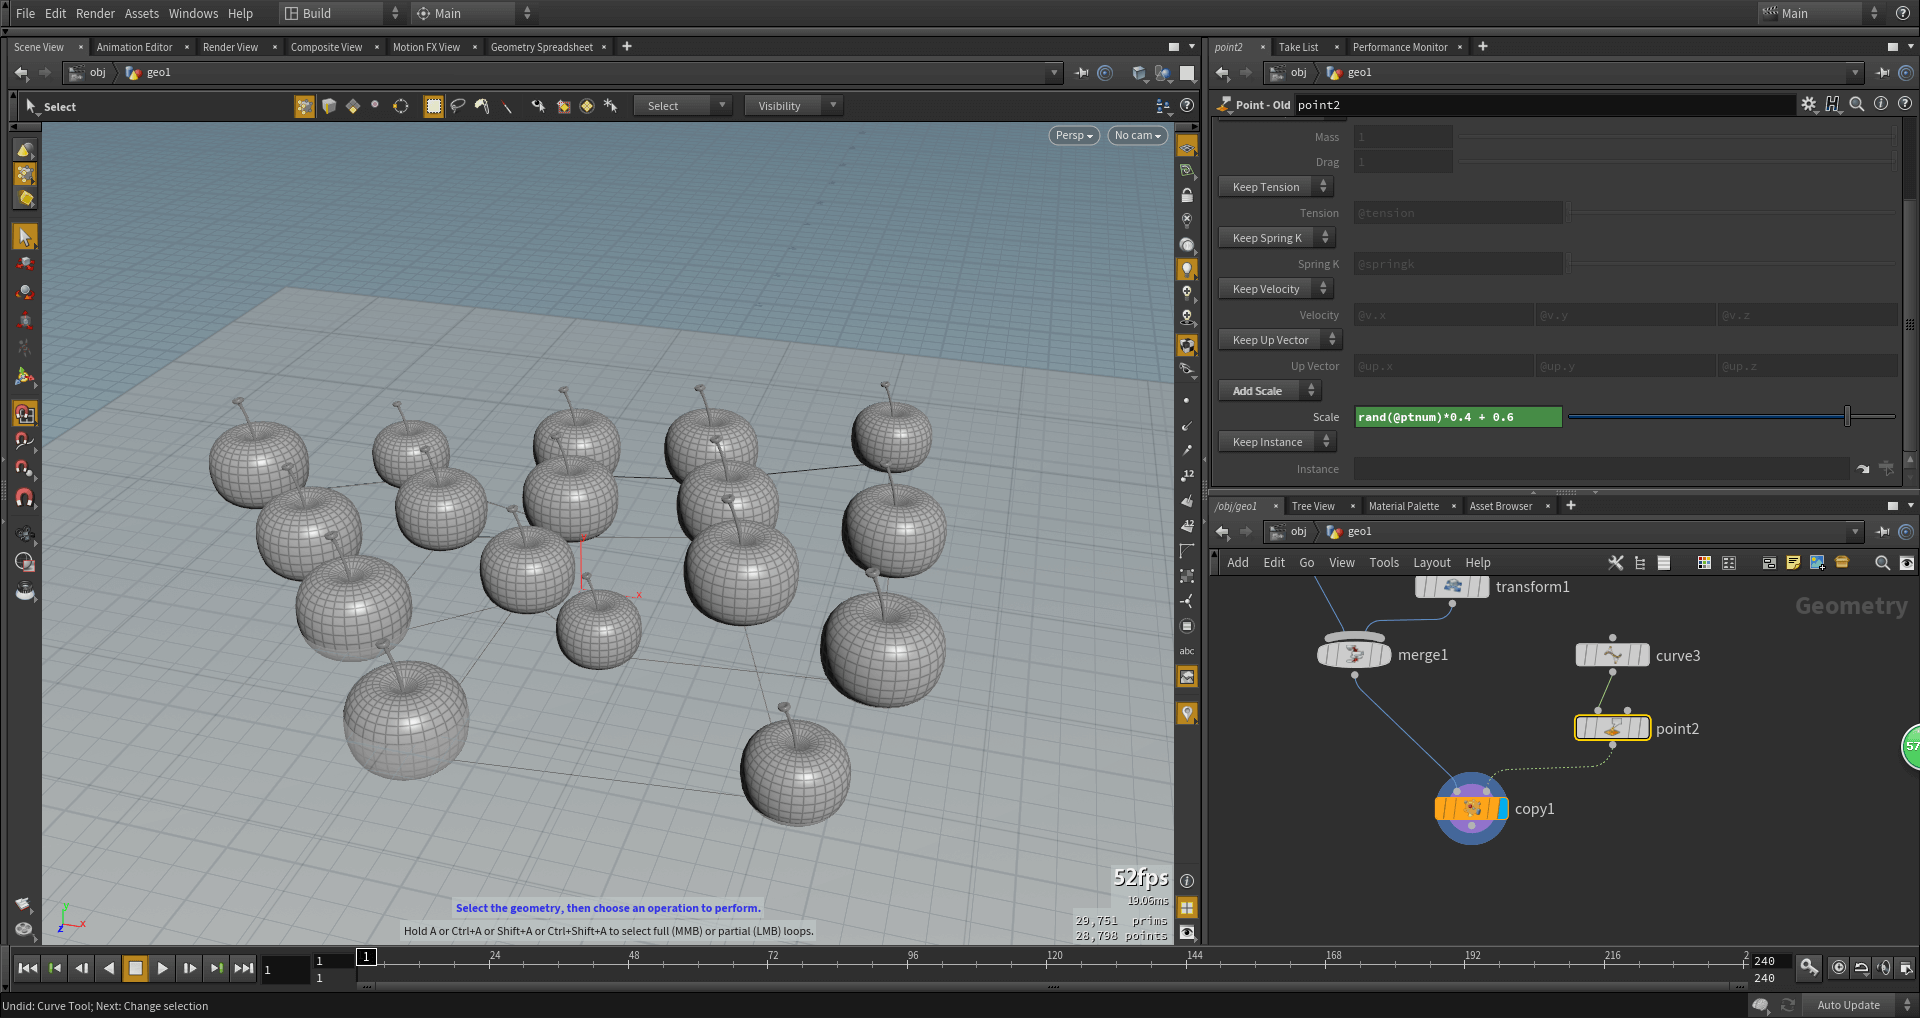 File Edit Render Assets Windows Help Build Main Main
Scene View Animation Editor Render View Composite View Motion FX View Geometry Spreadsheet
obj geo1
Select Select Visibility
Persp No cam
x
abc
y
z
x
52fps
19.06ms
29,751 prims
28,798 points
Select the geometry, then choose an operation to perform.
Hold A or Ctrl+A or Shift+A or Ctrl+Shift+A to select full (MMB) or partial (LMB) loops.
point2 Take List Performance Monitor
obj geo1
Point - Old point2
Mass 1
Drag 1
Keep Tension
Tension @tension
Keep Spring K
Spring K @springk
Keep Velocity
Velocity @v.x @v.y @v.z
Keep Up Vector
Up Vector @up.x @up.y @up.z
Add Scale
Scale rand(@ptnum)*0.4 + 0.6
Keep Instance
Instance
/obj/geo1 Tree View Material Palette Asset Browser
obj geo1
Add Edit Go View Tools Layout Help
Geometry
transform1
merge1
curve3
point2
copy1
57
1 1 1 24 48 72 96 120 144 168 192 216 2 240
1 240
Undid: Curve Tool; Next: Change selection
Auto Update